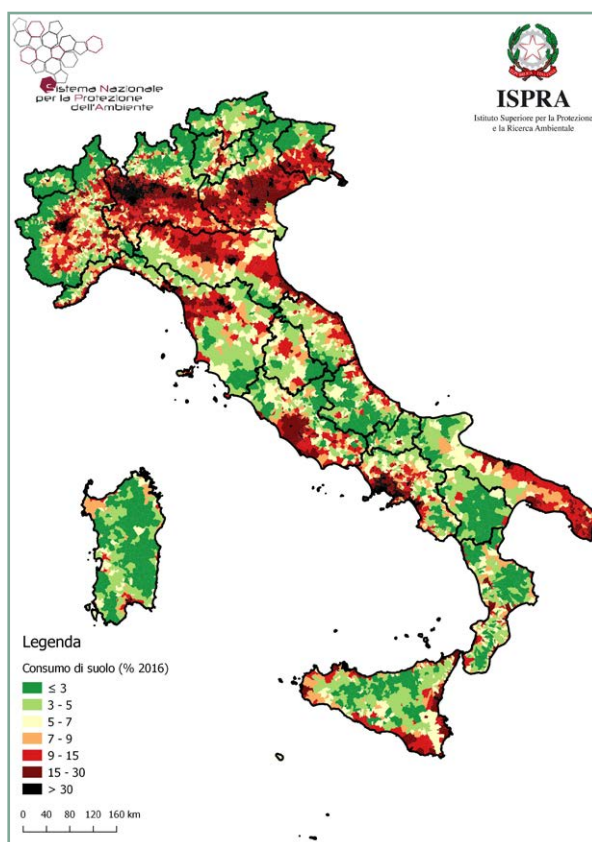 Sistema Nazionale
per la Protezione
dell'Ambiente
ISPRA
Istituto Superiore per la Protezione
e la Ricerca Ambientale
Legenda
Consumo di suolo (% 2016)
≤ 3
3 - 5
5 - 7
7 - 9
9 - 15
15 - 30
> 30
0 40 80 120 160 km